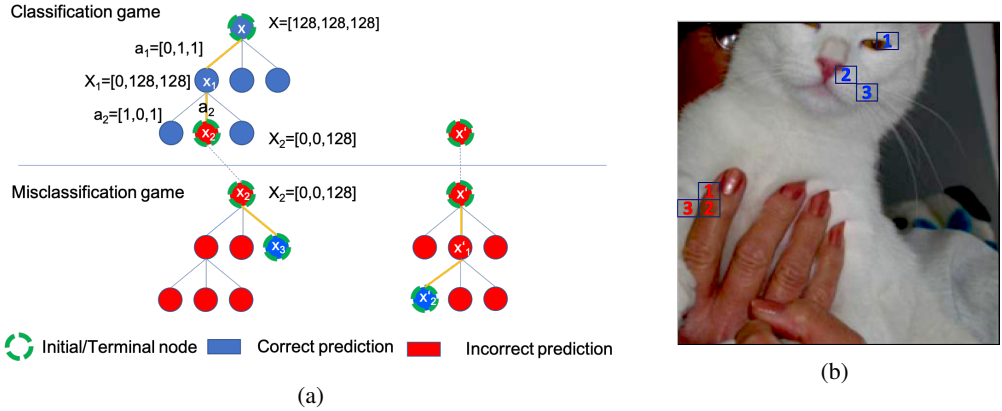 Classification game
X
X=[128,128,128]
a₁=[0,1,1]
X₁=[0,128,128]
X₁
a₂=[1,0,1]
a₂
X₂
X₂=[0,0,128]
X'
Misclassification game
X₂
X₂=[0,0,128]
X'
X₃
X'₁
X'₂
Initial/Terminal node
Correct prediction
Incorrect prediction
(a)
1
2
3
1
3 2
(b)